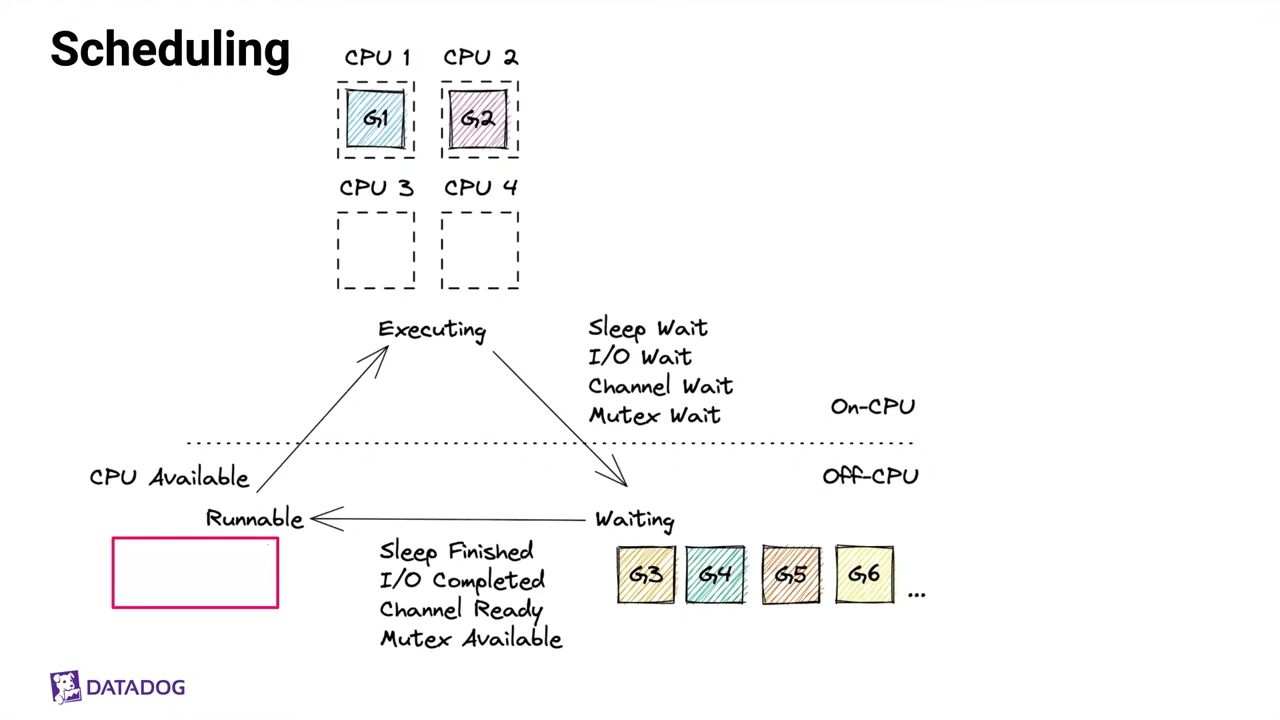 Scheduling
CPU 1
CPU 2
G1
G2
CPU 3
CPU 4
Executing
Sleep Wait
I/O Wait
Channel Wait
Mutex Wait
On-CPU
CPU Available
Off-CPU
Runnable
Waiting
Sleep Finished
I/O Completed
Channel Ready
Mutex Available
G3
G4
G5
G6
...
DATADOG